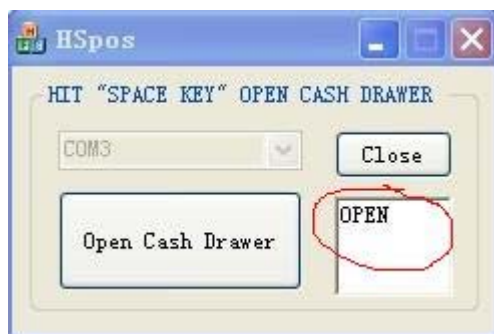 HSpos
HIT "SPACE KEY" OPEN CASH DRAWER
COM3
Close
Open Cash Drawer
OPEN